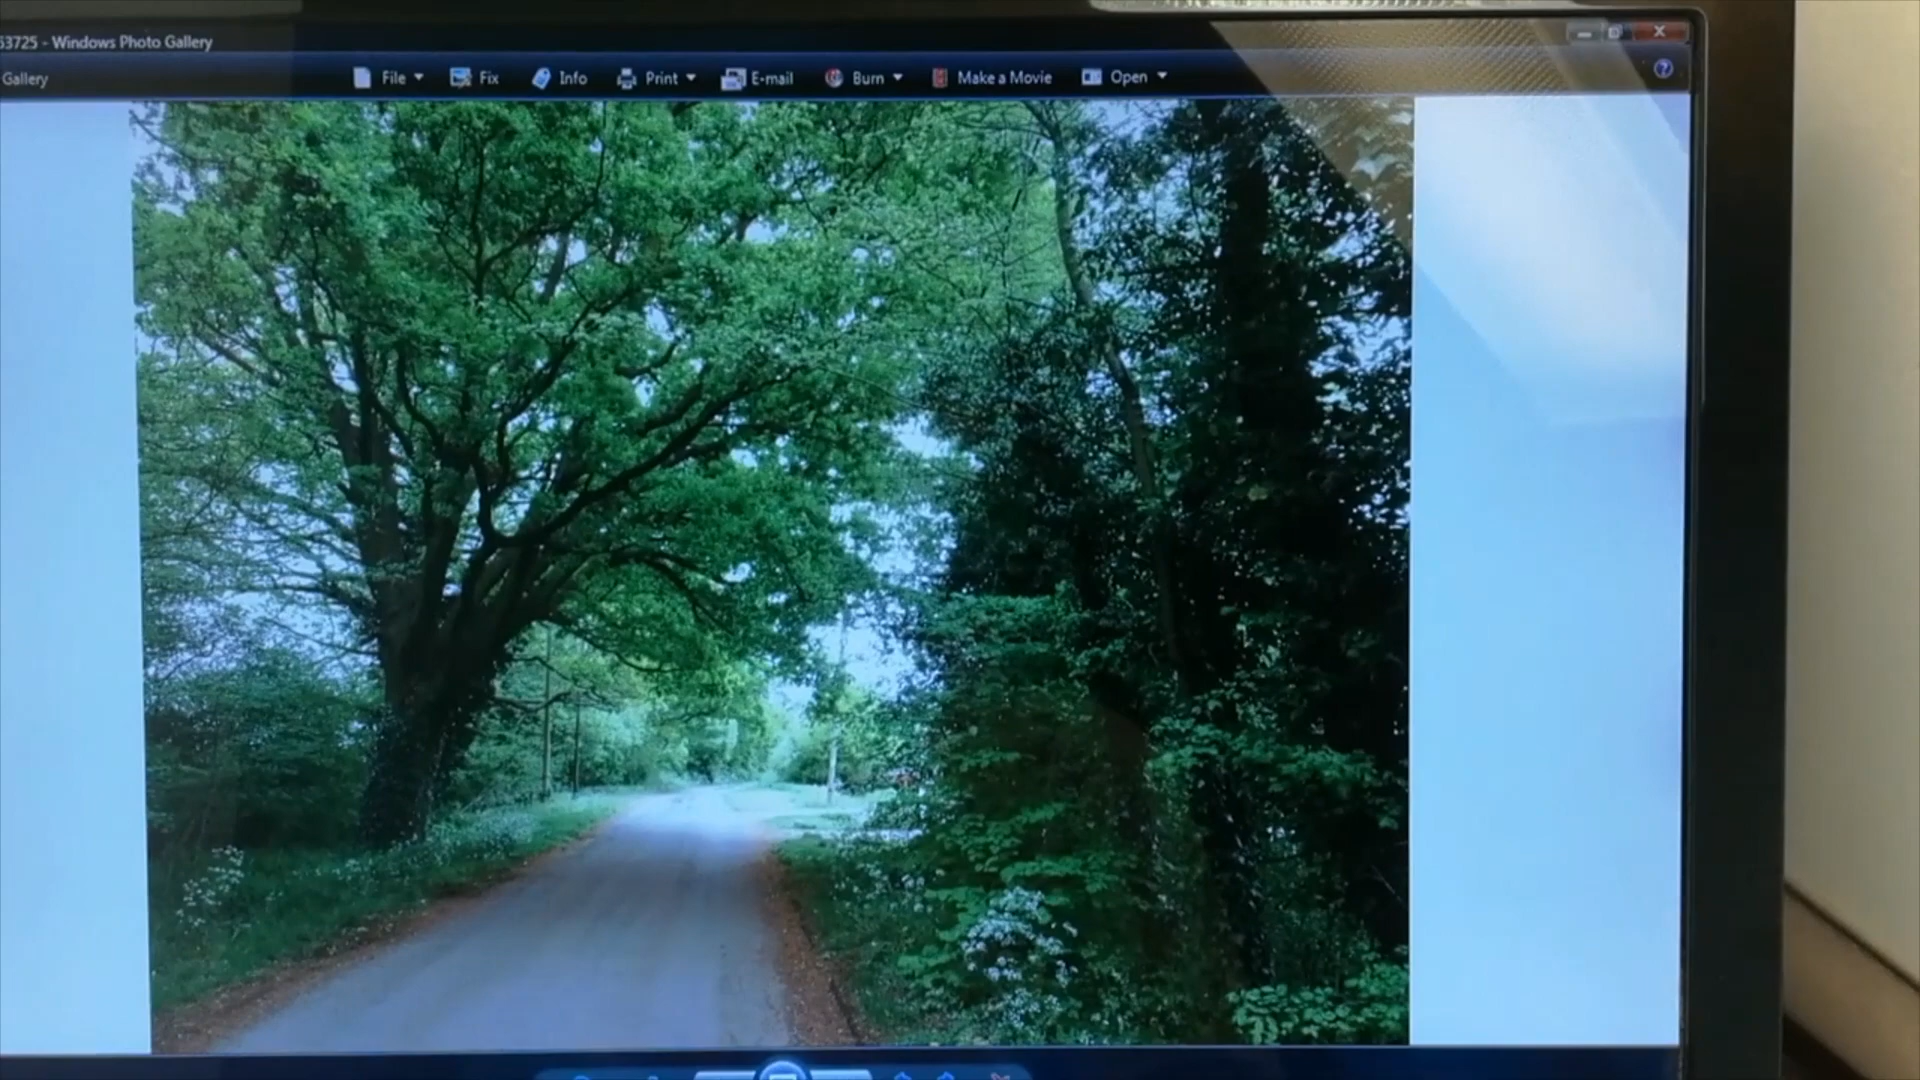 53725 - Windows Photo Gallery
Gallery File Fix Info Print E-mail Burn Make a Movie Open ?